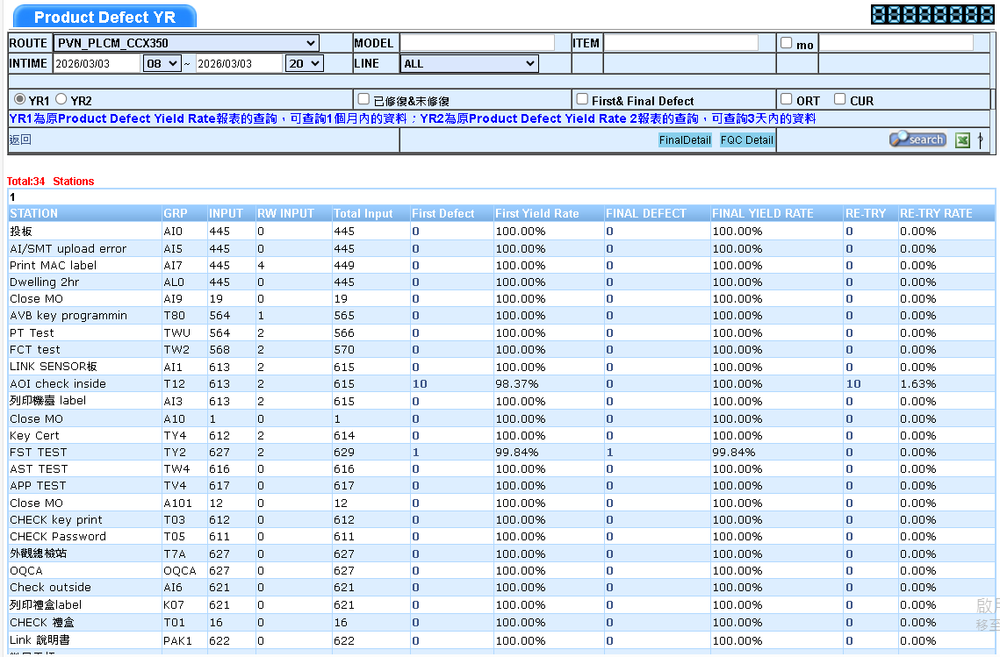 Product Defect YR
88888888
ROUTE PVN_PLCM_CCX350 MODEL ITEM mo
INTIME 2026/03/03 08 ~ 2026/03/03 20 LINE ALL
YR1 YR2 已修復&未修復 First& Final Defect ORT CUR
YR1為原Product Defect Yield Rate報表的查詢，可查詢1個月內的資料；YR2為原Product Defect Yield Rate 2報表的查詢，可查詢3天內的資料
返回 FinalDetail FQC Detail search ?
Total:34 Stations
1
STATION GRP INPUT RW INPUT Total Input First Defect First Yield Rate FINAL DEFECT FINAL YIELD RATE RE-TRY RE-TRY RATE
投板 AI0 445 0 445 0 100.00% 0 100.00% 0 0.00%
AI/SMT upload error AI5 445 0 445 0 100.00% 0 100.00% 0 0.00%
Print MAC label AI7 445 4 449 0 100.00% 0 100.00% 0 0.00%
Dwelling 2hr AL0 445 0 445 0 100.00% 0 100.00% 0 0.00%
Close MO AI9 19 0 19 0 100.00% 0 100.00% 0 0.00%
AVB key programmin T80 564 1 565 0 100.00% 0 100.00% 0 0.00%
PT Test TWU 564 2 566 0 100.00% 0 100.00% 0 0.00%
FCT test TW2 568 2 570 0 100.00% 0 100.00% 0 0.00%
LINK SENSOR板 AI1 613 2 615 0 100.00% 0 100.00% 0 0.00%
AOI check inside T12 613 2 615 10 98.37% 0 100.00% 10 1.63%
列印機臺 label AI3 613 2 615 0 100.00% 0 100.00% 0 0.00%
Close MO A10 1 0 1 0 100.00% 0 100.00% 0 0.00%
Key Cert TY4 612 2 614 0 100.00% 0 100.00% 0 0.00%
FST TEST TY2 627 2 629 1 99.84% 1 99.84% 0 0.00%
AST TEST TW4 616 0 616 0 100.00% 0 100.00% 0 0.00%
APP TEST TV4 617 0 617 0 100.00% 0 100.00% 0 0.00%
Close MO A101 12 0 12 0 100.00% 0 100.00% 0 0.00%
CHECK key print T03 612 0 612 0 100.00% 0 100.00% 0 0.00%
CHECK Password T05 611 0 611 0 100.00% 0 100.00% 0 0.00%
外觀總檢站 T7A 627 0 627 0 100.00% 0 100.00% 0 0.00%
OQCA OQCA 627 0 627 0 100.00% 0 100.00% 0 0.00%
Check outside AI6 621 0 621 0 100.00% 0 100.00% 0 0.00%
列印禮盒label K07 621 0 621 0 100.00% 0 100.00% 0 0.00%
CHECK 禮盒 T01 16 0 16 0 100.00% 0 100.00% 0 0.00%
Link 說明書 PAK1 622 0 622 0 100.00% 0 100.00% 0 0.00%
啟用
移至